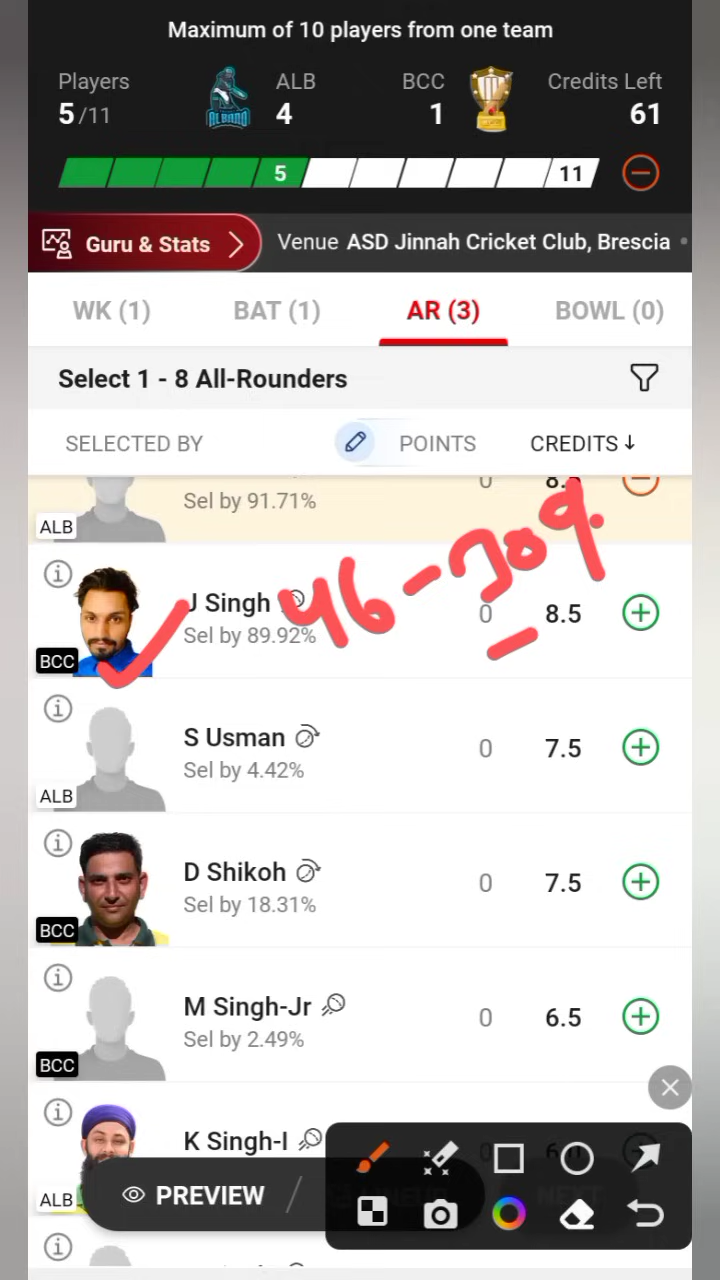 Maximum of 10 players from one team
Players ALB BCC Credits Left
5/11 ALBANO 4 1 61
5 11
Guru & Stats Venue ASD Jinnah Cricket Club, Brescia •
WK (1) BAT (1) AR (3) BOWL (0)
Select 1 - 8 All-Rounders
SELECTED BY POINTS CREDITS ↓
0 8.5
Sel by 91.71%
ALB
J Singh 46-
0 8.5
Sel by 89.92%
BCC
S Usman
0 7.5
Sel by 4.42%
ALB
D Shikoh
0 7.5
Sel by 18.31%
BCC
M Singh-Jr
0 6.5
Sel by 2.49%
BCC
K Singh-I
ALB
PREVIEW